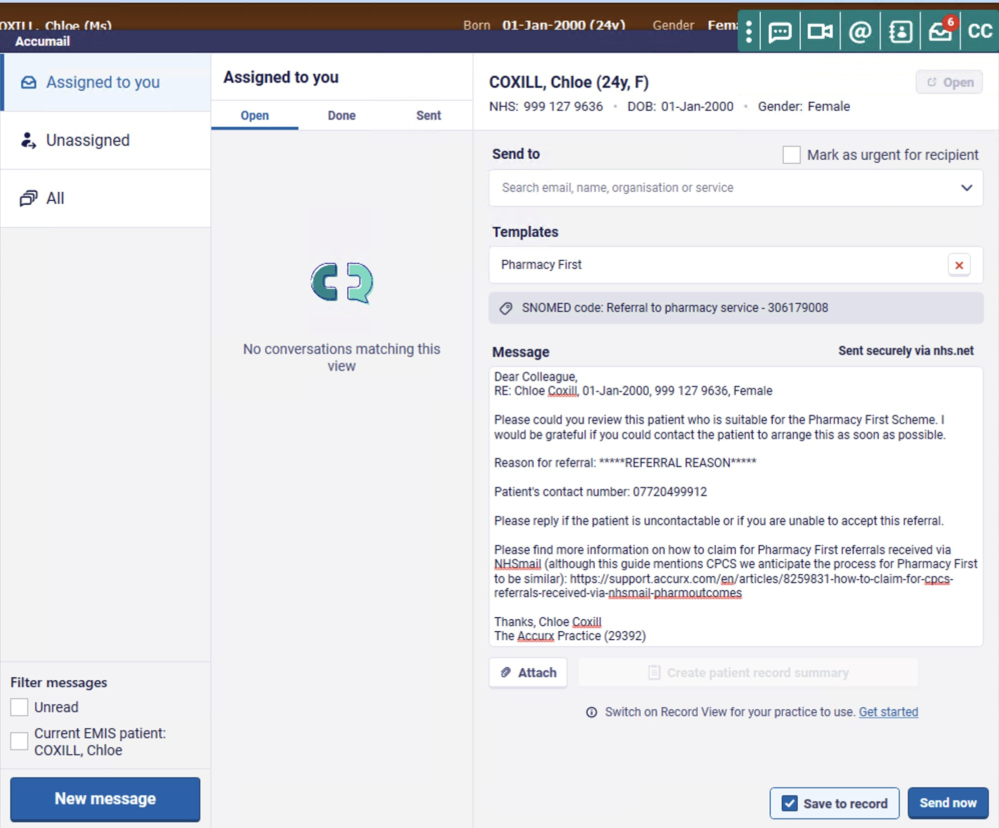 COXILL, Chloe (Ms)
Born 01-Jan-2000 (24y) Gender
Accumail
6
CC
Assigned to you
Unassigned
All
Filter messages
Unread
Current EMIS patient:
COXILL, Chloe
New message
Assigned to you
Open Done Sent
No conversations matching this
view
COXILL, Chloe (24y, F)
Open
NHS: 999 127 9636 • DOB: 01-Jan-2000 • Gender: Female
Send to
Mark as urgent for recipient
Search email, name, organisation or service
Templates
Pharmacy First
SNOMED code: Referral to pharmacy service - 306179008
Message
Sent securely via nhs.net
Dear Colleague,
RE: Chloe Coxill, 01-Jan-2000, 999 127 9636, Female
Please could you review this patient who is suitable for the Pharmacy First Scheme. I
would be grateful if you could contact the patient to arrange this as soon as possible.
Reason for referral: *****REFERRAL REASON*****
Patient's contact number: 07720499912
Please reply if the patient is uncontactable or if you are unable to accept this referral.
Please find more information on how to claim for Pharmacy First referrals received via
NHSmail (although this guide mentions CPCS we anticipate the process for Pharmacy First
to be similar): https://support.accurx.com/en/articles/8259831-how-to-claim-for-cpcs-
referrals-received-via-nhsmail-pharmoutcomes
Thanks, Chloe Coxill
The Accurx Practice (29392)
Attach
Create patient record summary
Switch on Record View for your practice to use. Get started
Save to record
Send now